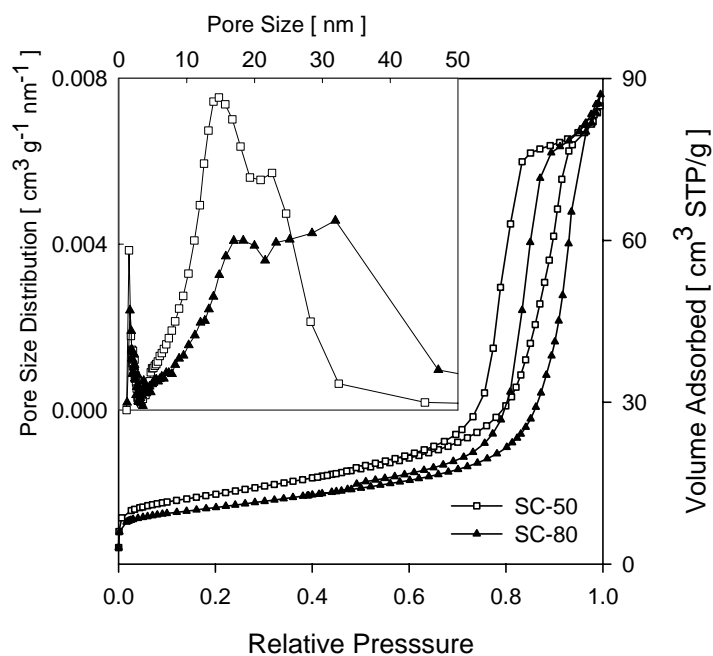 Pore Size [ nm ]
0 10 20 30 40 50
0.008
0.004
0.000
Pore Size Distribution [ cm³ g⁻¹ nm⁻¹ ]
90
60
30
0
Volume Adsorbed [ cm³ STP/g ]
SC-50
SC-80
0.0 0.2 0.4 0.6 0.8 1.0
Relative Presssure